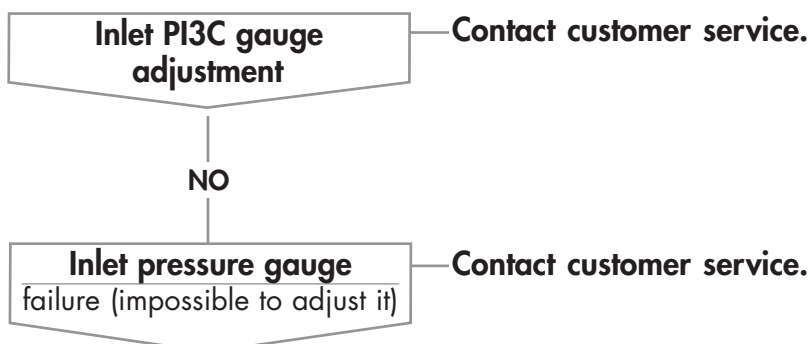 Inlet PI3C gauge
adjustment
Contact customer service.
NO
Inlet pressure gauge
failure (impossible to adjust it)
Contact customer service.